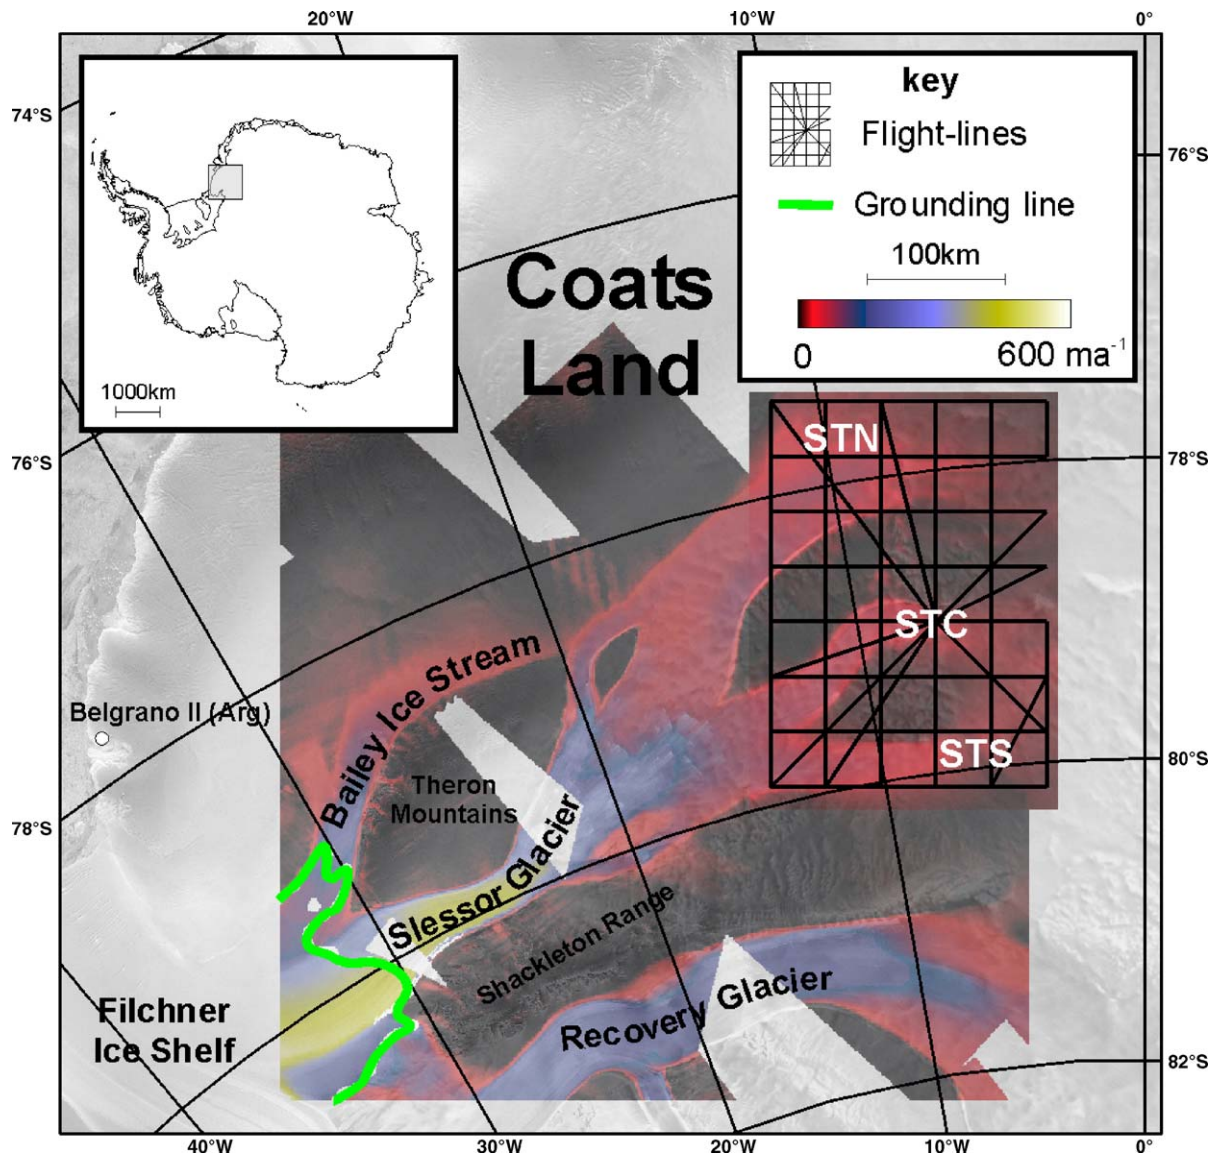 20°W
10°W
0°
74°S
76°S
key
Flight-lines
Grounding line
100km
0
600 ma-1
1000km
Coats
Land
76°S
78°S
STN
STC
STS
Bailey Ice Stream
Belgrano II (Arg)
Theron
Mountains
80°S
78°S
Slessor Glacier
Shackleton Range
Recovery Glacier
Filchner
Ice Shelf
82°S
40°W
30°W
20°W
10°W
0°